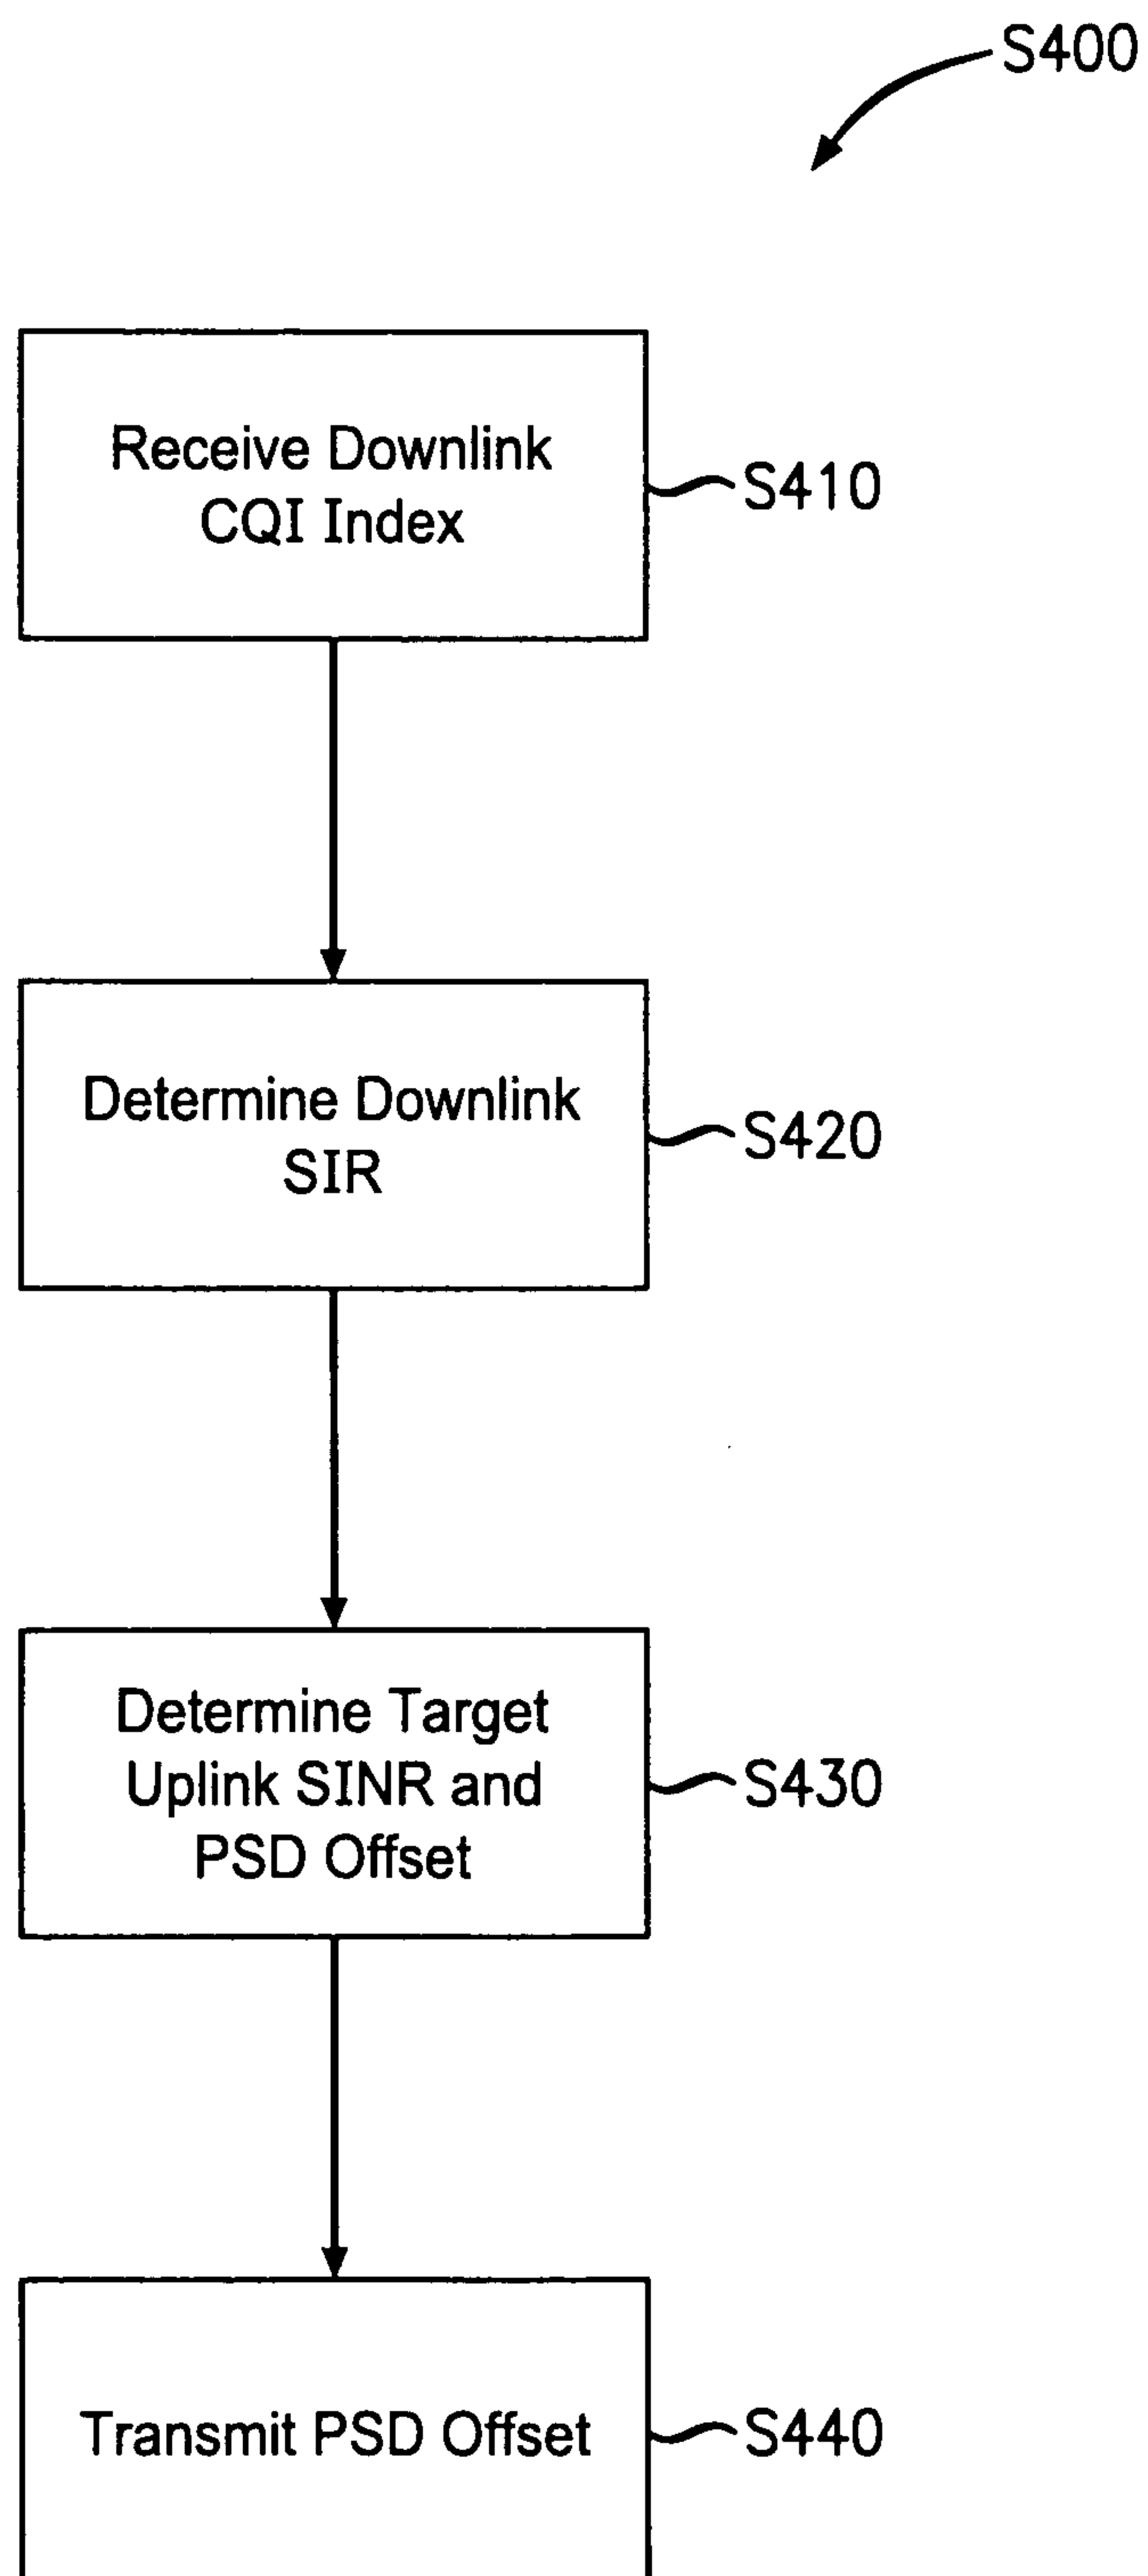 S400
Receive Downlink
CQI Index
S410
Determine Downlink
SIR
S420
Determine Target
Uplink SINR and
PSD Offset
S430
Transmit PSD Offset
S440